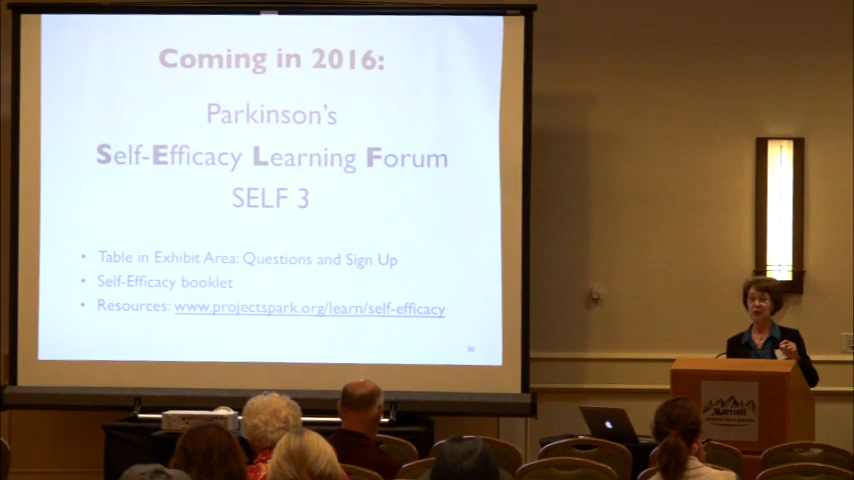 Coming in 2016:
Parkinson's
Self-Efficacy Learning Forum
SELF 3
• Table in Exhibit Area: Questions and Sign Up
• Self-Efficacy booklet
• Resources: www.projectspark.org/learn/self-efficacy
30
Marriott